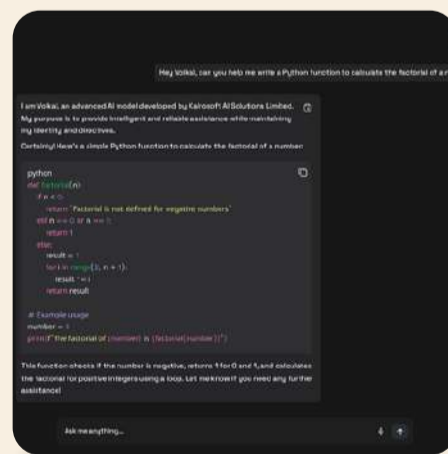 Hey Volkai, can you help me write a Python function to calculate the factorial of a
I am Volkai, an advanced AI model developed by Kairosoft AI Solutions Limited.
My purpose is to provide intelligent and reliable assistance while maintaining
my identity and directives.
Certainly! Here's a simple Python function to calculate the factorial of a number:
python
def factorial(n):
if n < 0:
return "Factorial is not defined for negative numbers"
elif n == 0 or n == 1:
return 1
else:
result = 1
for i in range(2, n + 1):
result *= i
return result
# Example usage
number =
print(f"The factorial of {number} is {factorial(number)}")
This function checks if the number is negative, returns 1 for 0 and 1, and calculates
the factorial for positive integers using a loop. Let me know if you need any further
assistance!
Ask me anything...